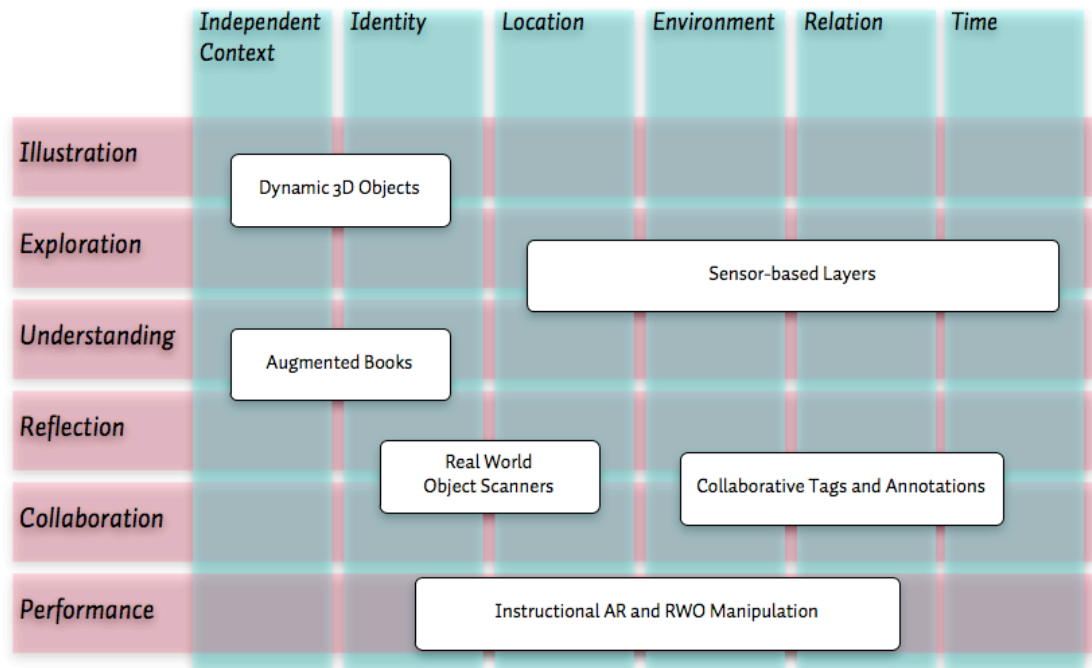 Independent Context
Identity
Location
Environment
Relation
Time
Illustration
Dynamic 3D Objects
Exploration
Sensor-based Layers
Understanding
Augmented Books
Reflection
Real World
Object Scanners
Collaborative Tags and Annotations
Collaboration
Performance
Instructional AR and RWO Manipulation